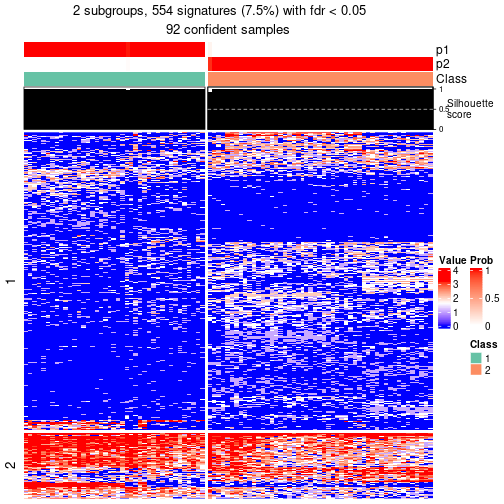 2 subgroups, 554 signatures (7.5%) with fdr < 0.05
92 confident samples
p1
p2
Class
1
0.5
0
Silhouette
score
1
2
Value
4
3
2
1
0
Prob
1
0.5
0
Class
1
2